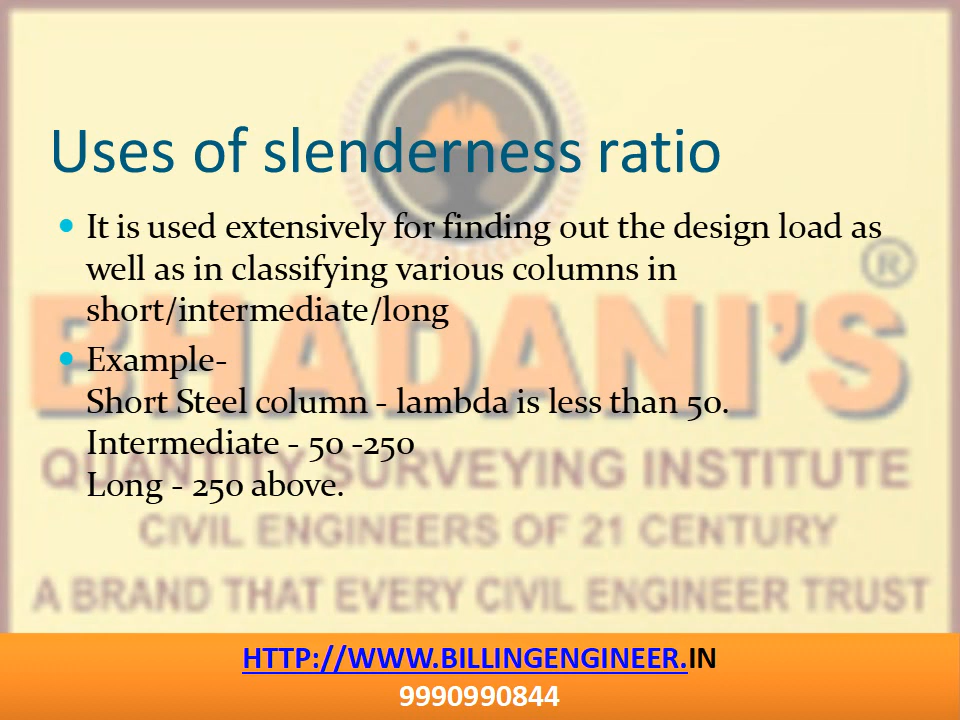 Uses of slenderness ratio
• It is used extensively for finding out the design load as
well as in classifying various columns in
short/intermediate/long
• Example-
Short Steel column - lambda is less than 50.
Intermediate - 50 -250
Long - 250 above.
®
BHADANI'S
QUANTITY SURVEYING INSTITUTE
CIVIL ENGINEERS OF 21 CENTURY
A BRAND THAT EVERY CIVIL ENGINEER TRUST
HTTP://WWW.BILLINGENGINEER.IN
9990990844